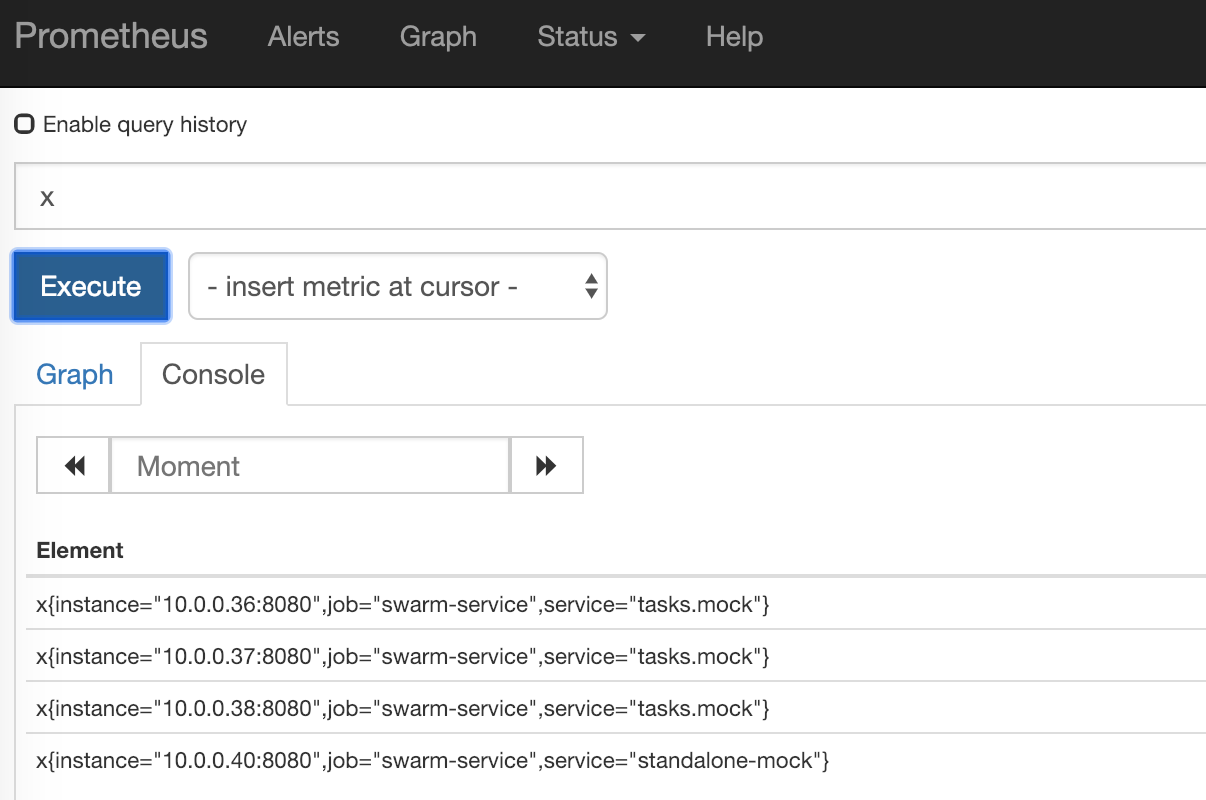 Prometheus Alerts Graph Status Help
Enable query history
x
Execute - insert metric at cursor -
Graph Console
Moment
Element
x{instance="10.0.0.36:8080",job="swarm-service",service="tasks.mock"}
x{instance="10.0.0.37:8080",job="swarm-service",service="tasks.mock"}
x{instance="10.0.0.38:8080",job="swarm-service",service="tasks.mock"}
x{instance="10.0.0.40:8080",job="swarm-service",service="standalone-mock"}